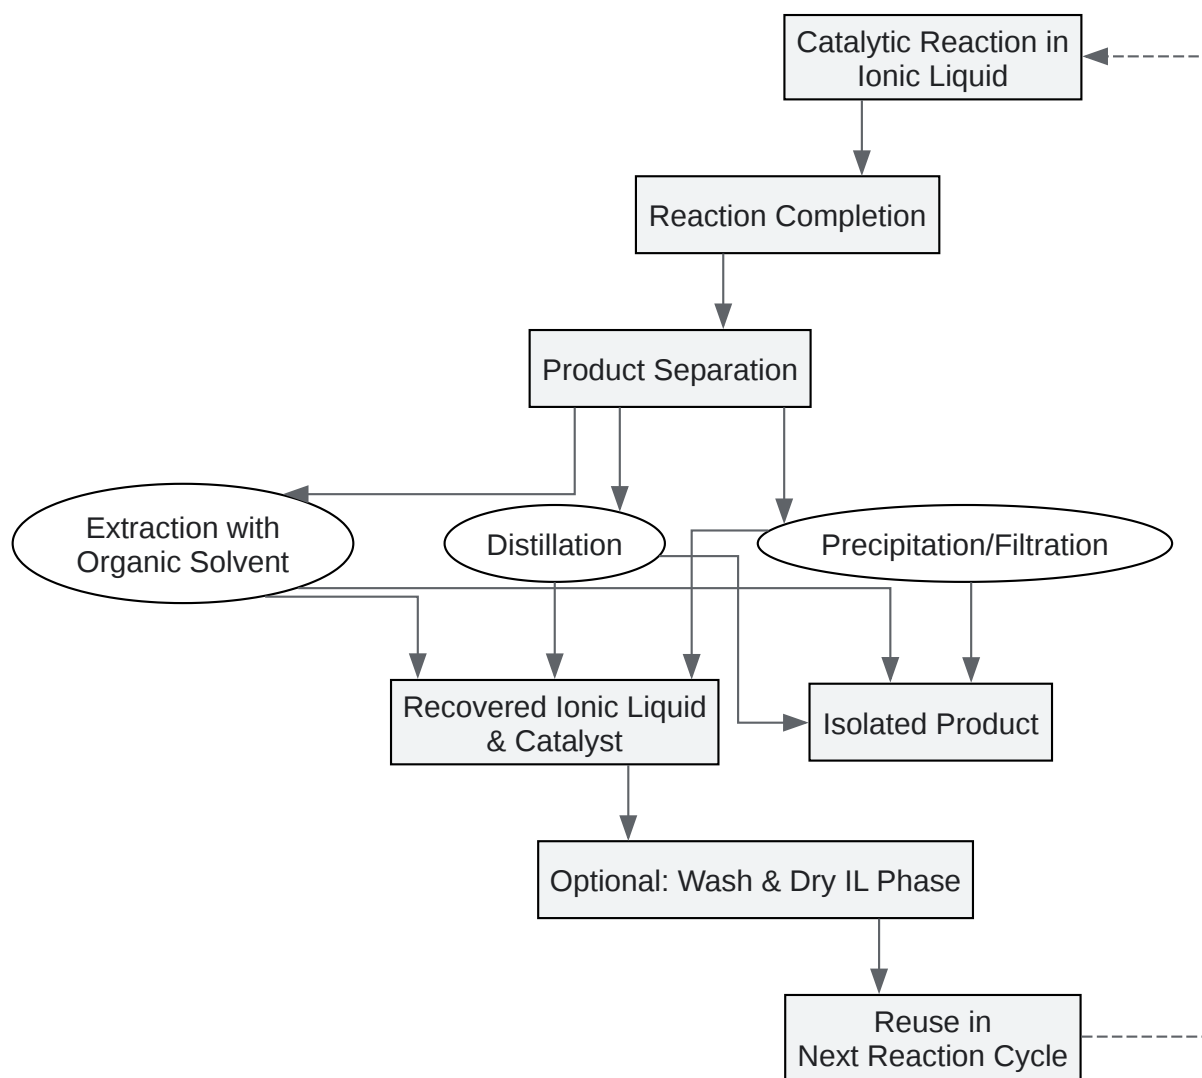 Catalytic Reaction in
Ionic Liquid
Reaction Completion
Product Separation
Extraction with
Organic Solvent
Distillation
Precipitation/Filtration
Recovered Ionic Liquid
& Catalyst
Isolated Product
Optional: Wash & Dry IL Phase
Reuse in
Next Reaction Cycle